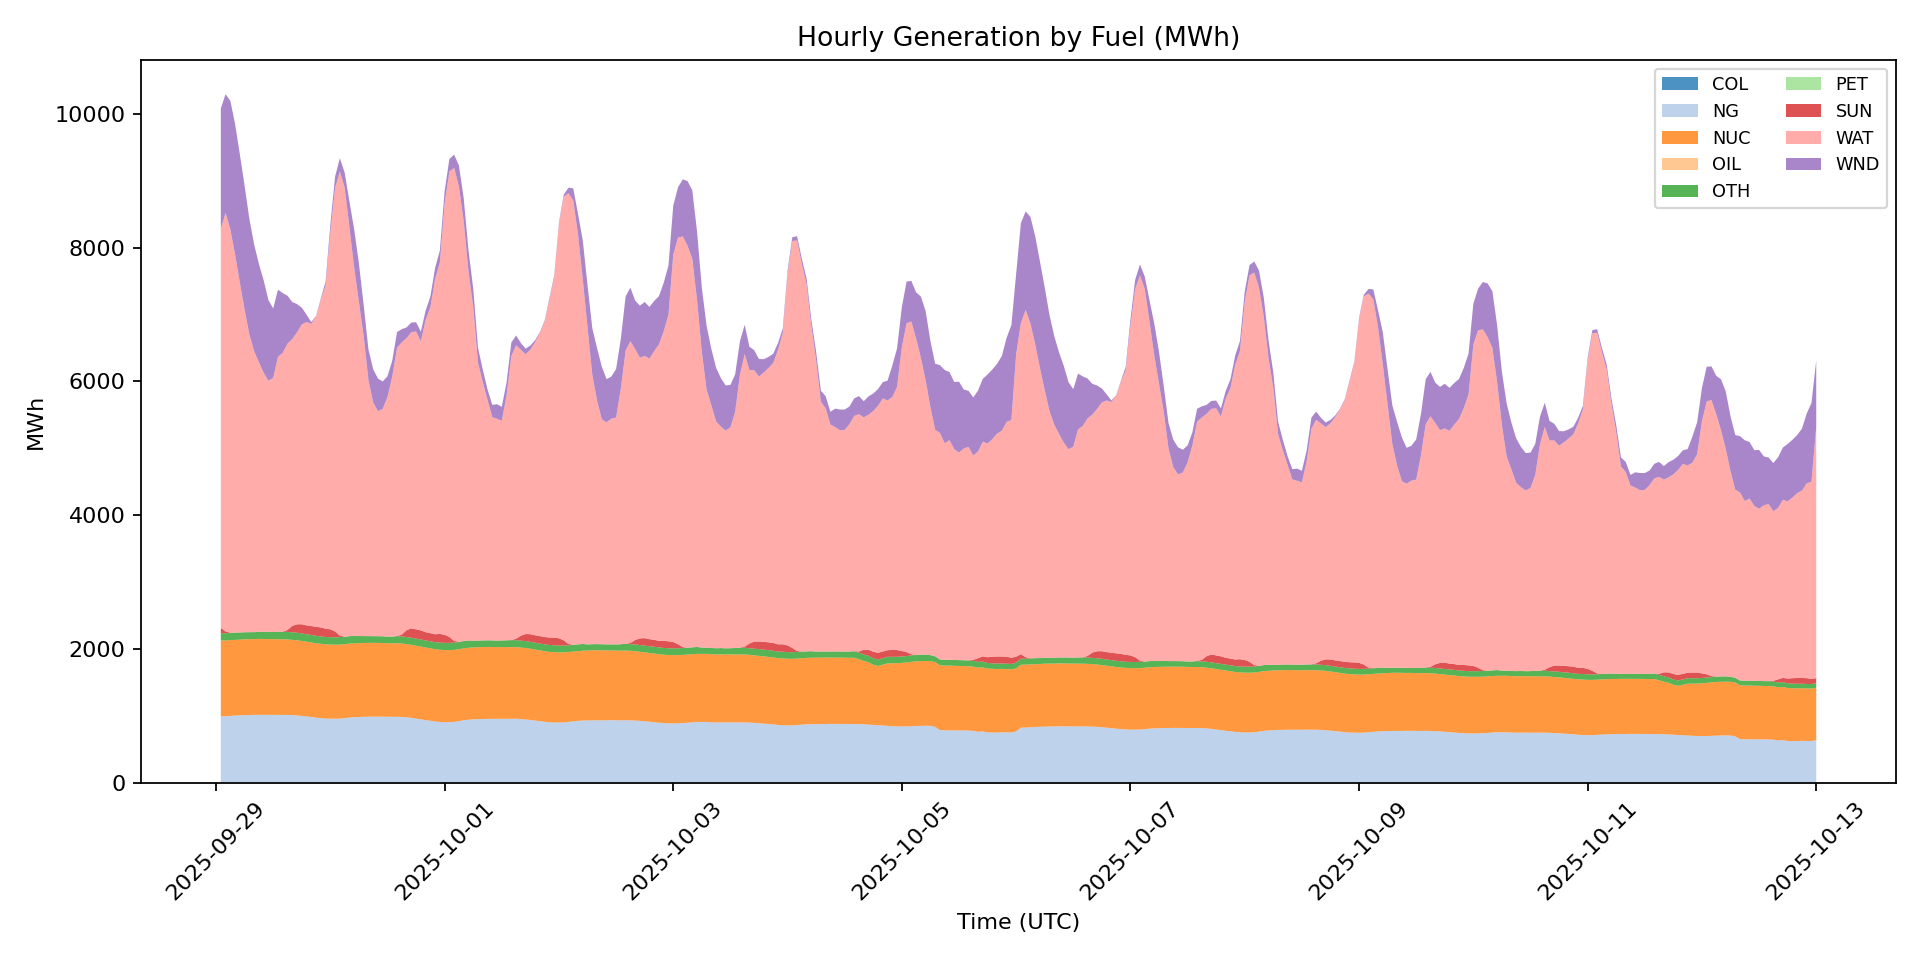 Hourly Generation by Fuel (MWh)
10000
8000
6000
4000
2000
0
MWh
COL
NG
NUC
OIL
OTH
PET
SUN
WAT
WND
2025-09-29
2025-10-01
2025-10-03
2025-10-05
2025-10-07
2025-10-09
2025-10-11
2025-10-13
Time (UTC)